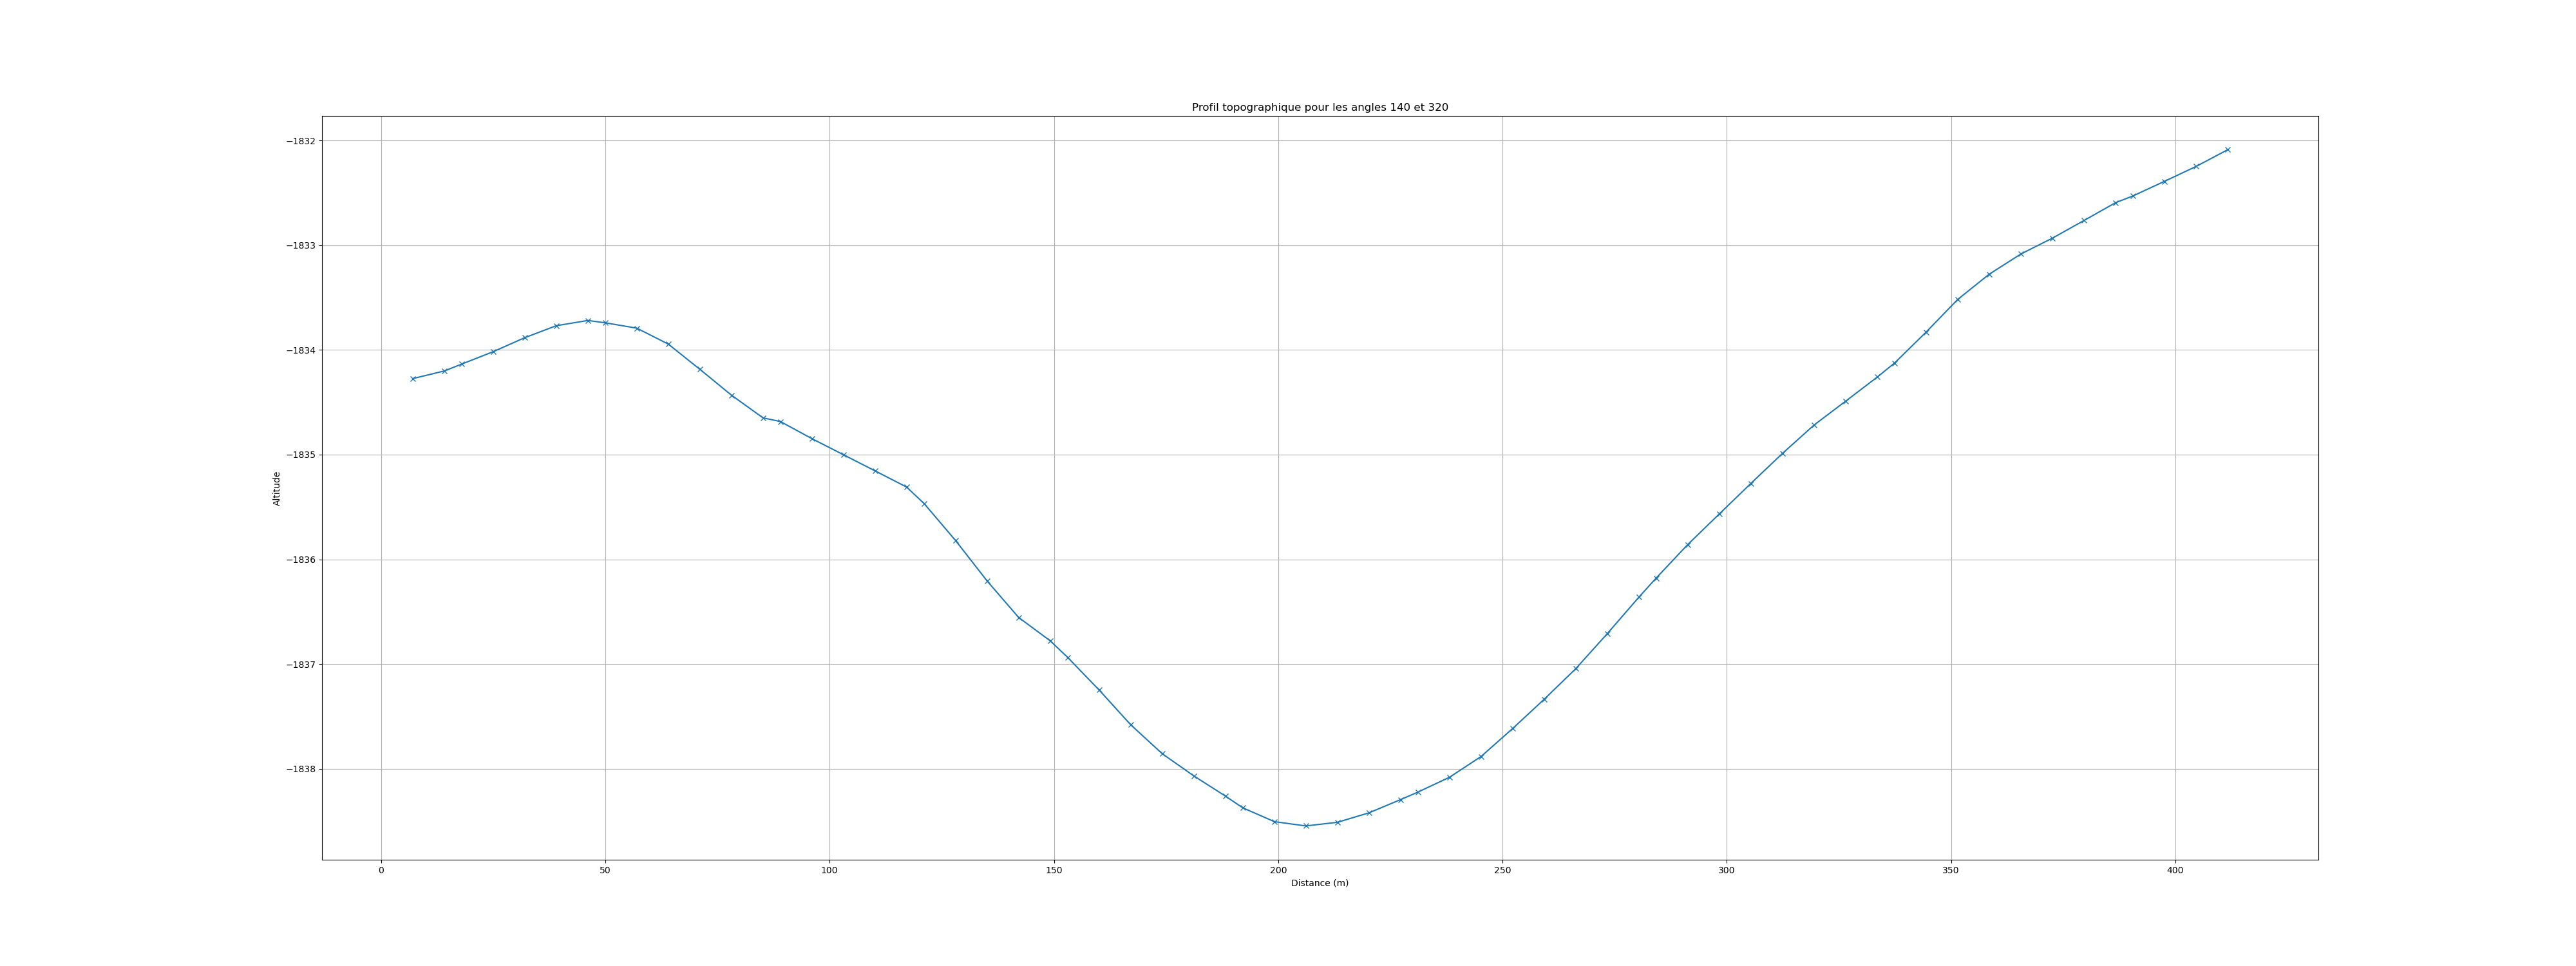 Profil topographique pour les angles 140 et 320
−1832
−1833
−1834
−1835
−1836
−1837
−1838
Altitude
0 50 100 150 200 250 300 350 400
Distance (m)